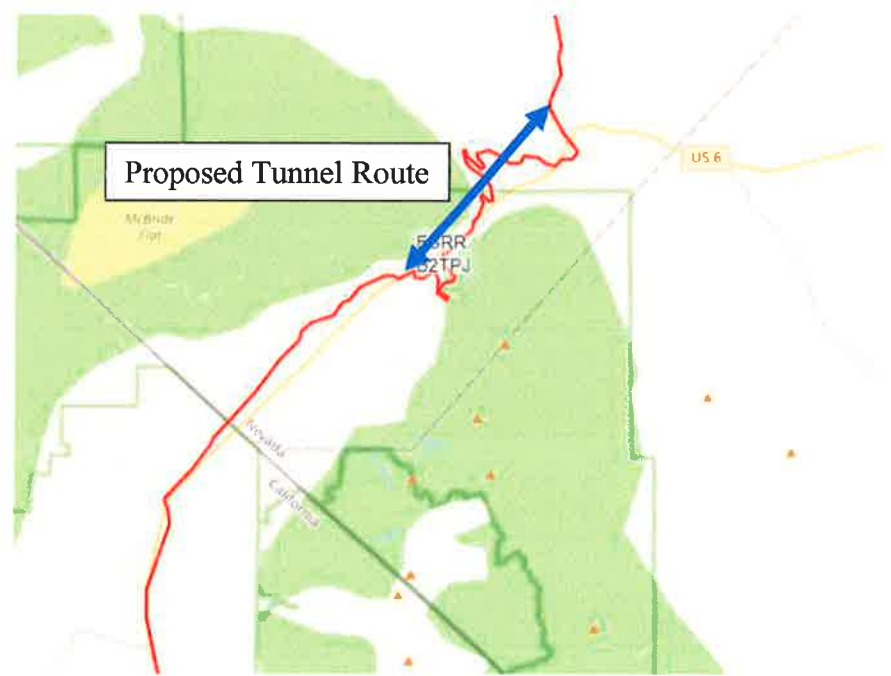 US 6
Proposed Tunnel Route
McBride
Flat
Nevada
California